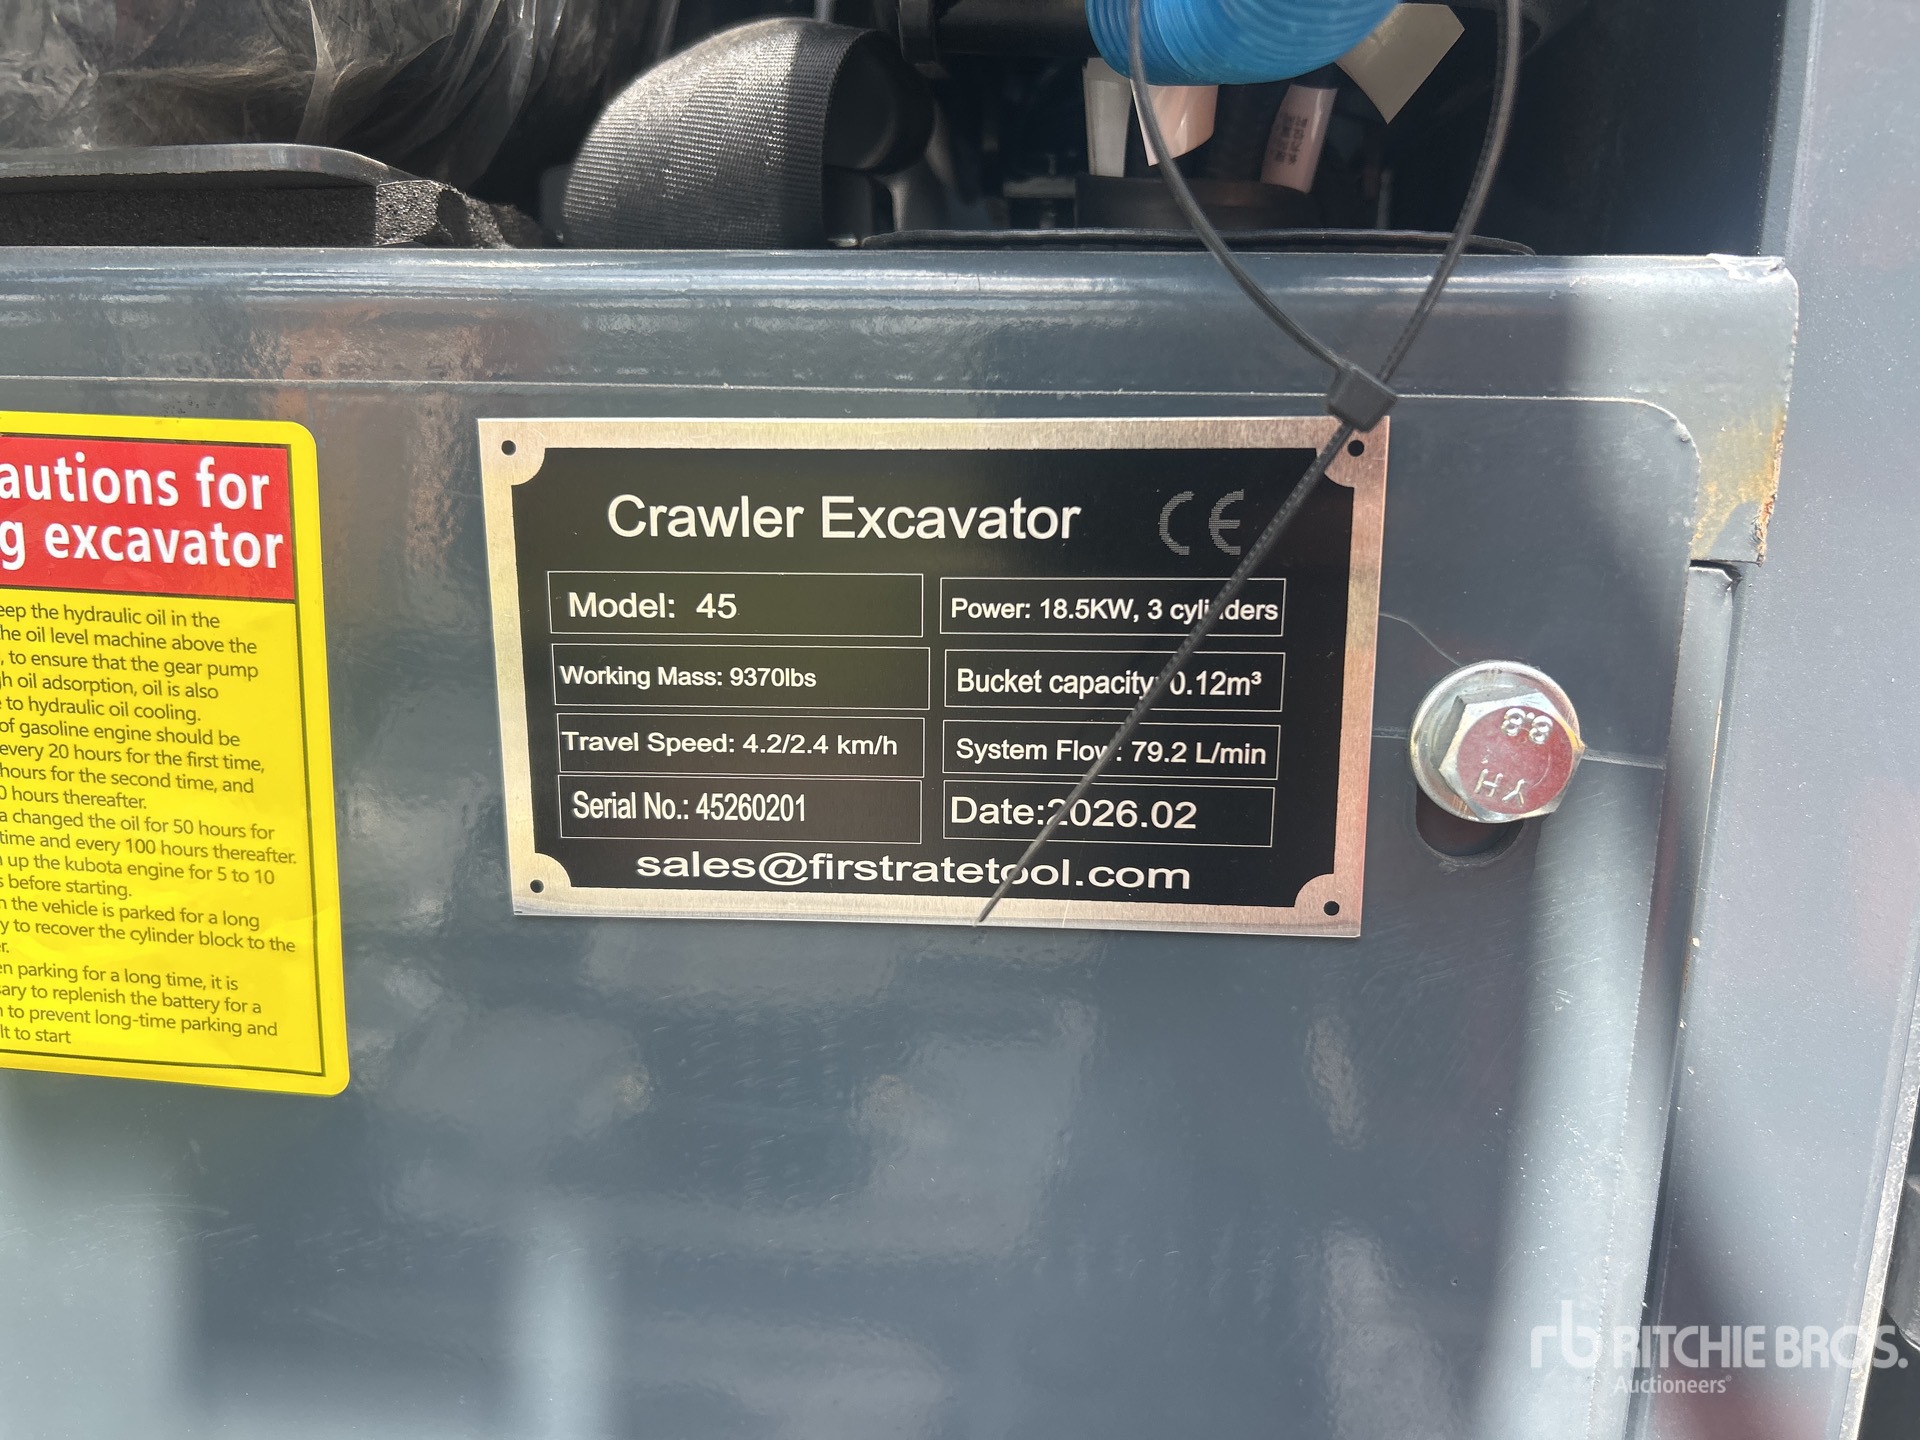 autions for
g excavator
eep the hydraulic oil in the
he oil level machine above the
, to ensure that the gear pump
h oil adsorption, oil is also
to hydraulic oil cooling.
of gasoline engine should be
every 20 hours for the first time,
hours for the second time, and
0 hours thereafter.
a changed the oil for 50 hours for
time and every 100 hours thereafter.
up the kubota engine for 5 to 10
s before starting.
n the vehicle is parked for a long
y to recover the cylinder block to the
r.
en parking for a long time, it is
sary to replenish the battery for a
to prevent long-time parking and
lt to start
Crawler Excavator CE
Model: 45
Power: 18.5KW, 3 cylinders
Working Mass: 9370lbs
Bucket capacity: 0.12m³
Travel Speed: 4.2/2.4 km/h
System Flow: 79.2 L/min
Serial No.: 45260201
Date:2026.02
sales@firstratetool.com
8.8
YH
rb RITCHIE BROS.
Auctioneers